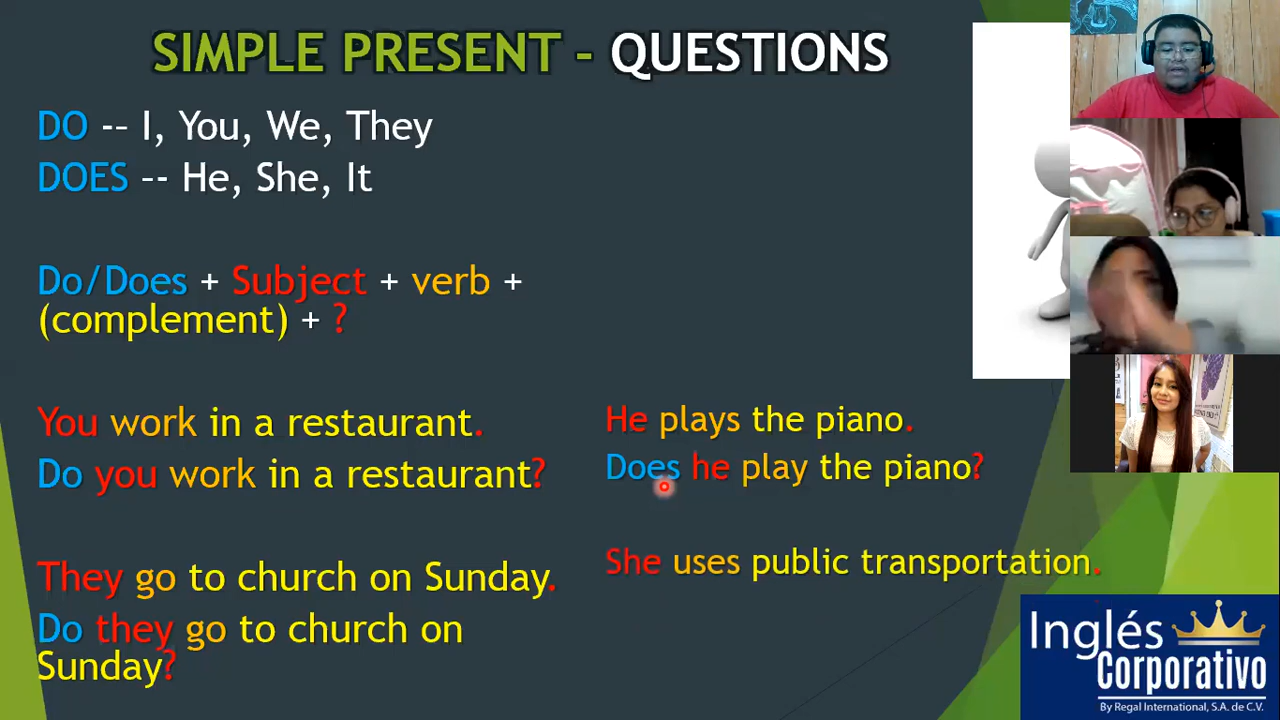 SIMPLE PRESENT - QUESTIONS
DO -- I, You, We, They
DOES -- He, She, It
Do/Does + Subject + verb +
(complement) + ?
You work in a restaurant.
Do you work in a restaurant?
They go to church on Sunday.
Do they go to church on
Sunday?
He plays the piano.
Does he play the piano?
She uses public transportation.
Inglés
Corporativo
By Regal International, S.A. de C.V.